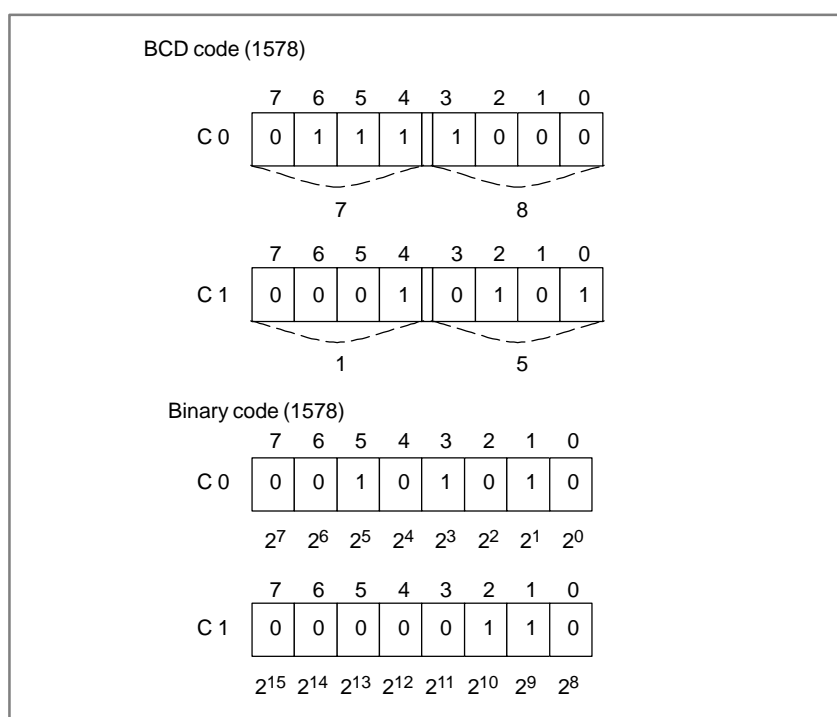 BCD code (1578)
7 6 5 4 3 2 1 0
C 0 0 1 1 1 1 0 0 0
7 8
7 6 5 4 3 2 1 0
C 1 0 0 0 1 0 1 0 1
1 5
Binary code (1578)
7 6 5 4 3 2 1 0
C 0 0 0 1 0 1 0 1 0
2⁷ 2⁶ 2⁵ 2⁴ 2³ 2² 2¹ 2⁰
7 6 5 4 3 2 1 0
C 1 0 0 0 0 0 1 1 0
2¹⁵ 2¹⁴ 2¹³ 2¹² 2¹¹ 2¹⁰ 2⁹ 2⁸